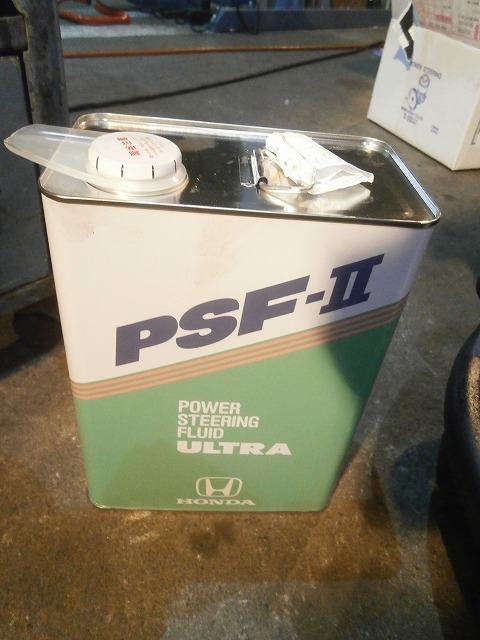 PSF-II
POWER
STEERING
FLUID
ULTRA
HONDA